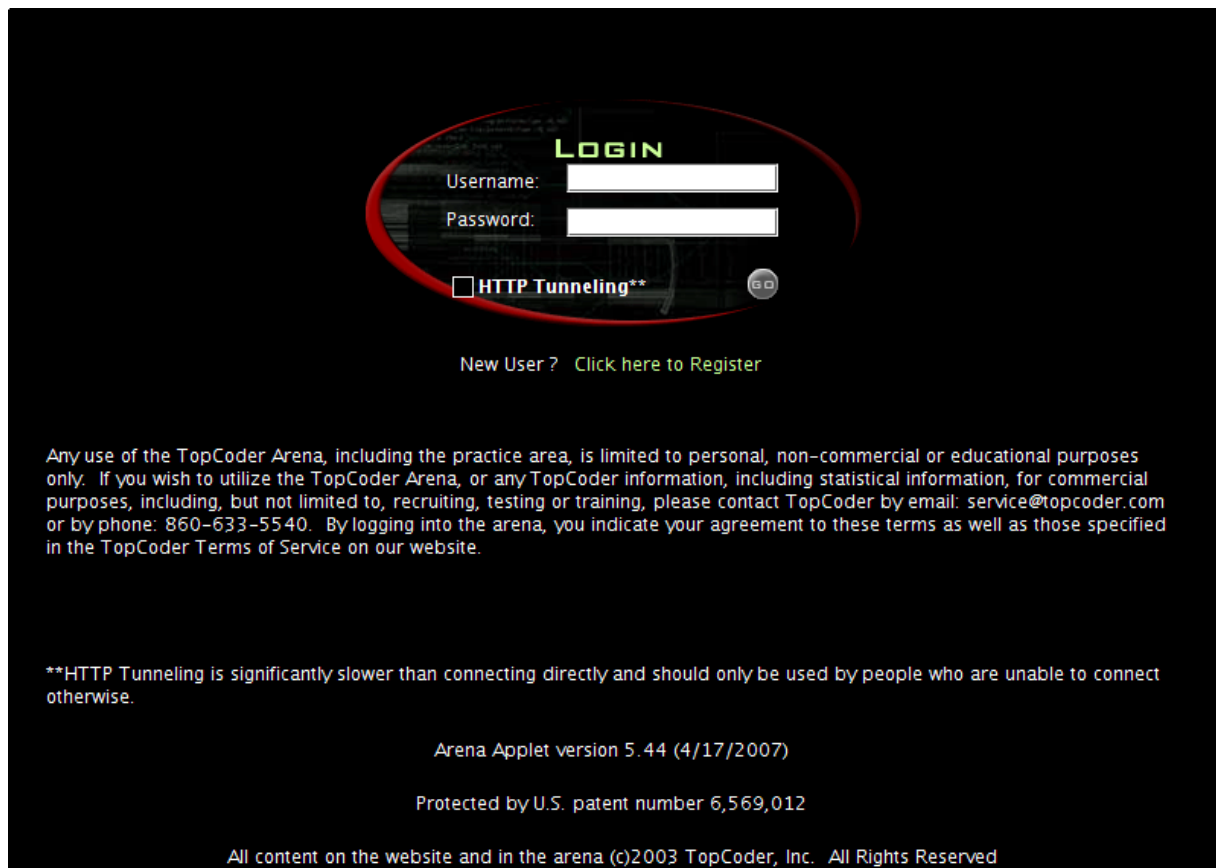 LOGIN
Username:
Password:
HTTP Tunneling**
GO
New User ? Click here to Register
Any use of the TopCoder Arena, including the practice area, is limited to personal, non-commercial or educational purposes
only. If you wish to utilize the TopCoder Arena, or any TopCoder information, including statistical information, for commercial
purposes, including, but not limited to, recruiting, testing or training, please contact TopCoder by email: service@topcoder.com
or by phone: 860-633-5540. By logging into the arena, you indicate your agreement to these terms as well as those specified
in the TopCoder Terms of Service on our website.
**HTTP Tunneling is significantly slower than connecting directly and should only be used by people who are unable to connect
otherwise.
Arena Applet version 5.44 (4/17/2007)
Protected by U.S. patent number 6,569,012
All content on the website and in the arena (c)2003 TopCoder, Inc. All Rights Reserved